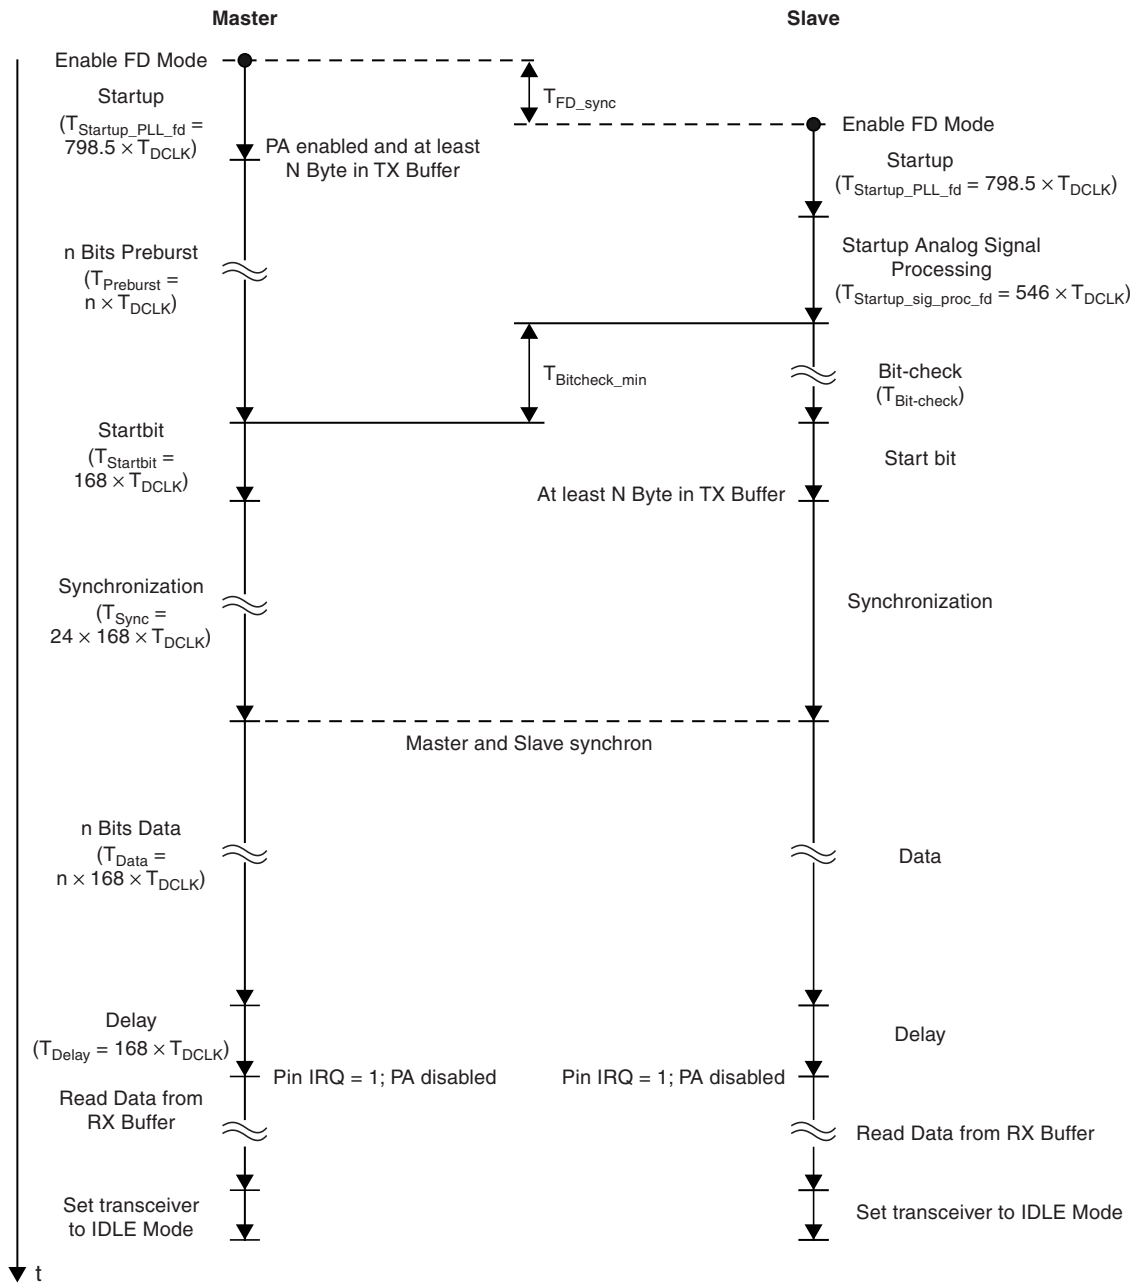 Master
Slave
Enable FD Mode
Startup
(T_Startup_PLL_fd =
798.5 × T_DCLK)
PA enabled and at least
N Byte in TX Buffer
T_FD_sync
Enable FD Mode
Startup
(T_Startup_PLL_fd = 798.5 × T_DCLK)
n Bits Preburst
(T_Preburst =
n × T_DCLK)
Startup Analog Signal
Processing
(T_Startup_sig_proc_fd = 546 × T_DCLK)
T_Bitcheck_min
Bit-check
(T_Bit-check)
Startbit
(T_Startbit =
168 × T_DCLK)
Start bit
At least N Byte in TX Buffer
Synchronization
(T_Sync =
24 × 168 × T_DCLK)
Synchronization
Master and Slave synchron
n Bits Data
(T_Data =
n × 168 × T_DCLK)
Data
Delay
(T_Delay = 168 × T_DCLK)
Delay
Pin IRQ = 1; PA disabled
Pin IRQ = 1; PA disabled
Read Data from
RX Buffer
Read Data from RX Buffer
Set transceiver
to IDLE Mode
Set transceiver to IDLE Mode
t